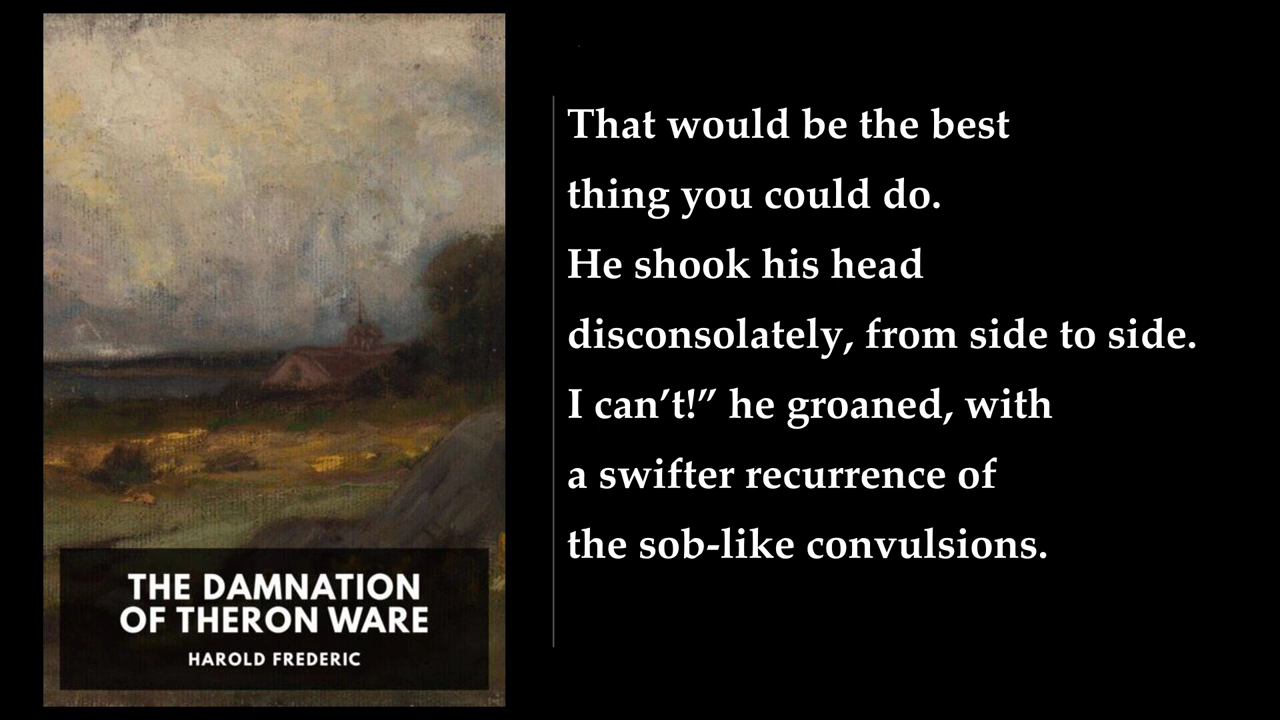 THE DAMNATION
OF THERON WARE
HAROLD FREDERIC
That would be the best
thing you could do.
He shook his head
disconsolately, from side to side.
I can’t!” he groaned, with
a swifter recurrence of
the sob-like convulsions.